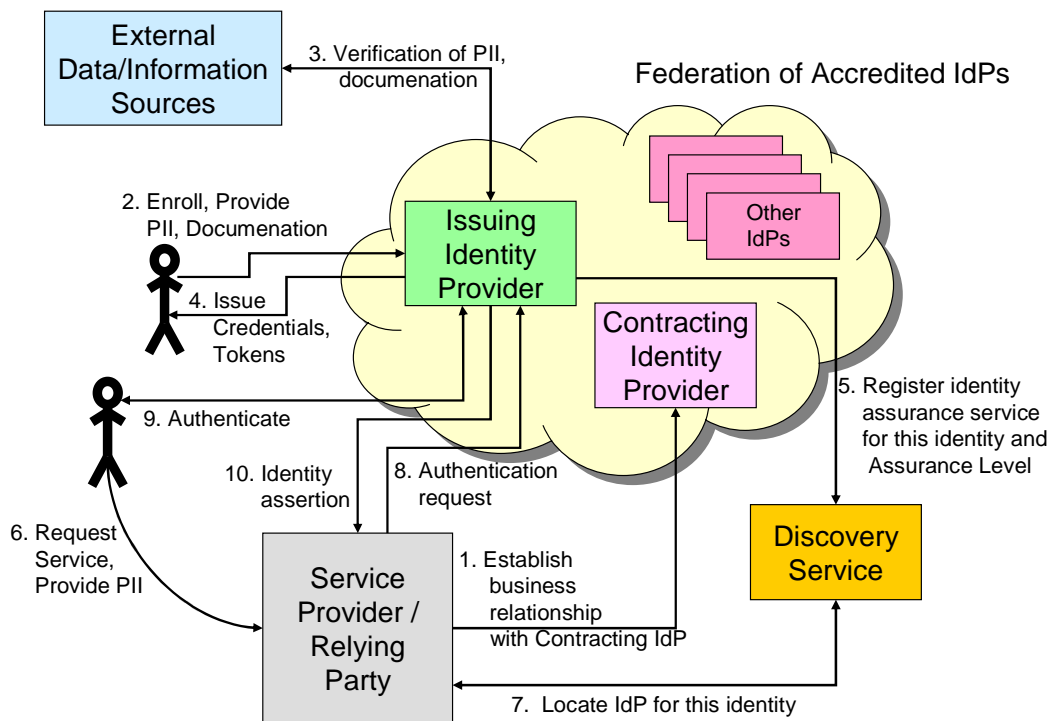 External
Data/Information
Sources
3. Verification of PII,
documenation
Federation of Accredited IdPs
2. Enroll, Provide
PII, Documenation
Issuing
Identity
Provider
Other
IdPs
4. Issue
Credentials,
Tokens
Contracting
Identity
Provider
9. Authenticate
5. Register identity
assurance service
for this identity and
Assurance Level
10. Identity
assertion
8. Authentication
request
6. Request
Service,
Provide PII
Service
Provider /
Relying
Party
1. Establish
business
relationship
with Contracting IdP
Discovery
Service
7. Locate IdP for this identity